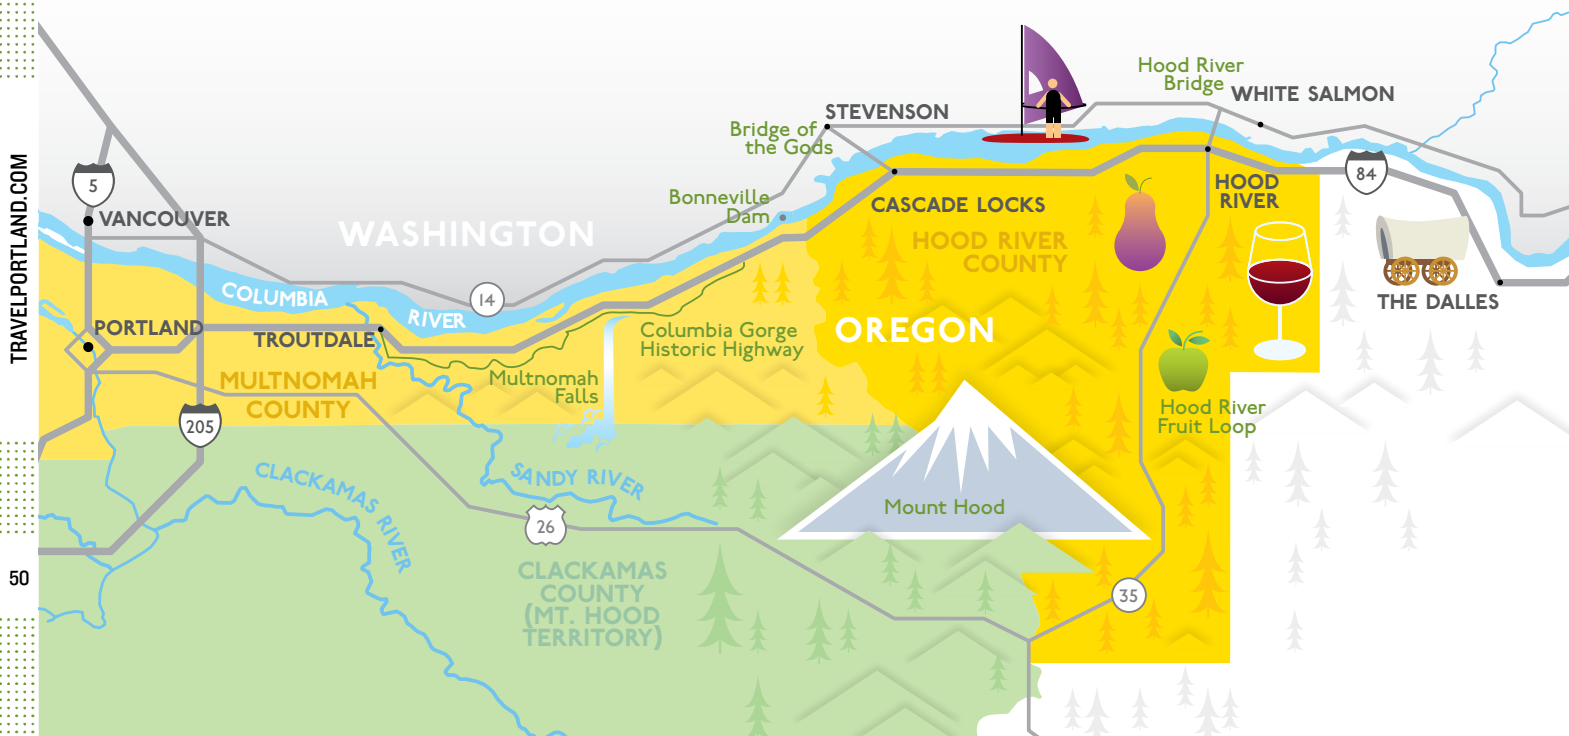 TRAVELPORTLAND.COM
50
Hood River
Bridge
WHITE SALMON
STEVENSON
Bridge of
the Gods
5
84
VANCOUVER
Bonneville
Dam
CASCADE LOCKS
HOOD
RIVER
WASHINGTON
HOOD RIVER
COUNTY
COLUMBIA
RIVER
14
THE DALLES
PORTLAND
TROUTDALE
Columbia Gorge
Historic Highway
OREGON
MULTNOMAH
COUNTY
Multnomah
Falls
Hood River
Fruit Loop
205
CLACKAMAS RIVER
SANDY RIVER
Mount Hood
26
CLACKAMAS
COUNTY
(MT. HOOD
TERRITORY)
35